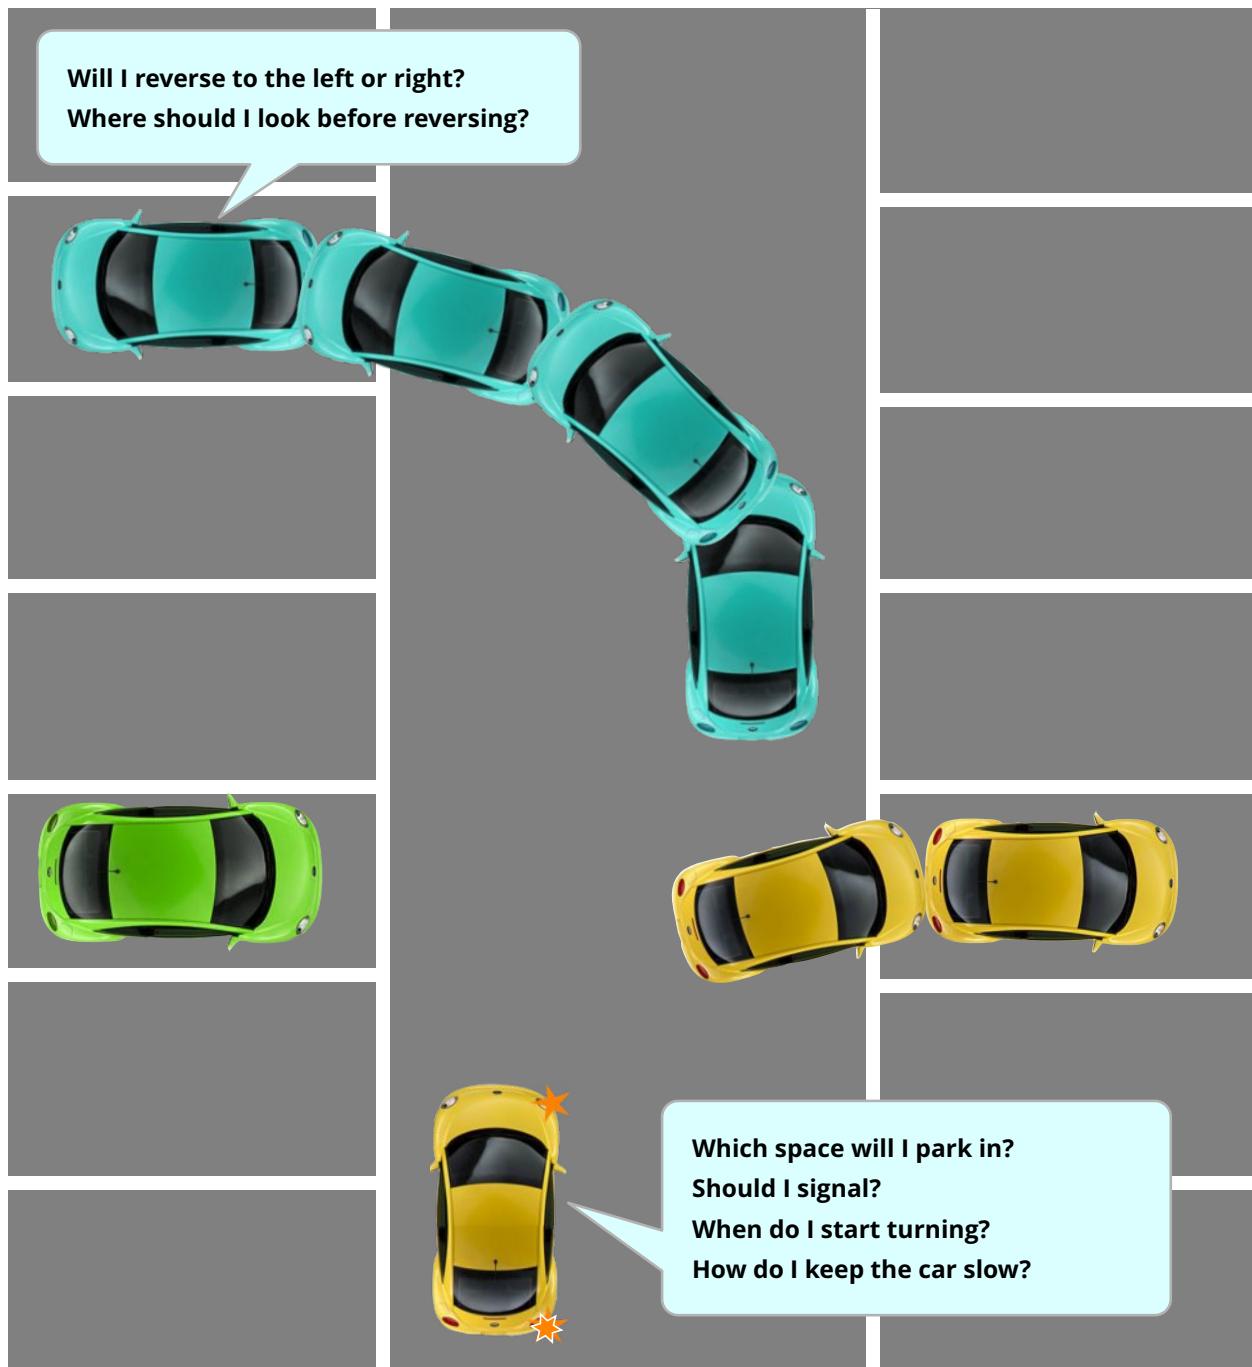 Will I reverse to the left or right?
Where should I look before reversing?
Which space will I park in?
Should I signal?
When do I start turning?
How do I keep the car slow?